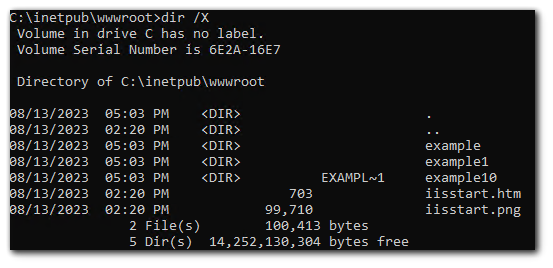 C:\inetpub\wwwroot>dir /X
Volume in drive C has no label.
Volume Serial Number is 6E2A-16E7
Directory of C:\inetpub\wwwroot
08/13/2023  05:03 PM    <DIR>                       .
08/13/2023  02:20 PM    <DIR>                       ..
08/13/2023  05:03 PM    <DIR>                       example
08/13/2023  05:03 PM    <DIR>                       example1
08/13/2023  05:03 PM    <DIR>          EXAMPL~1     example10
08/13/2023  02:20 PM               703              iisstart.htm
08/13/2023  02:20 PM            99,710              iisstart.png
2 File(s)        100,413 bytes
5 Dir(s)  14,252,130,304 bytes free